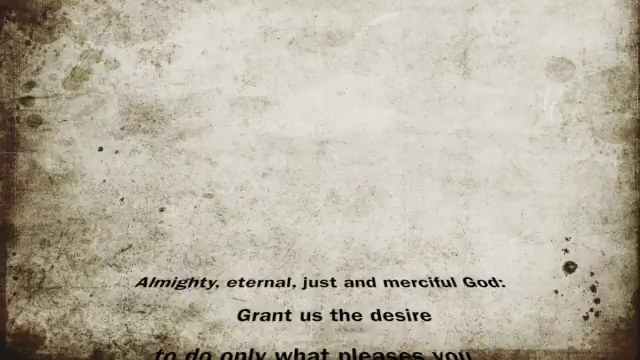 Almighty, eternal, just and merciful God:
Grant us the desire
to do only what pleases you